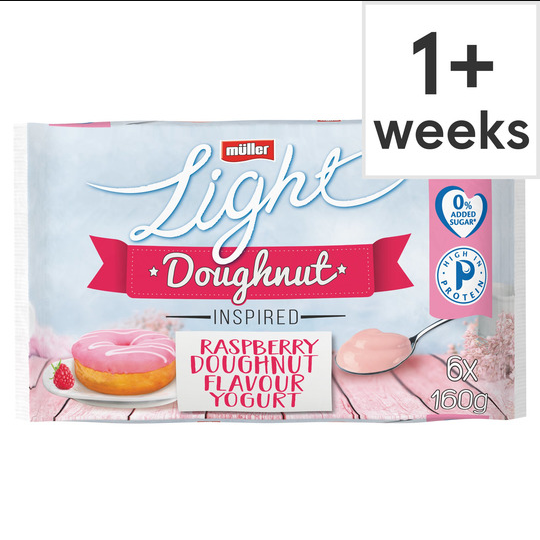 1+
weeks
müller
Light
Doughnut
INSPIRED
RASPBERRY
DOUGHNUT
FLAVOUR
YOGURT
0%
ADDED
SUGAR*
HIGH IN
P
PROTEIN
6x
160g